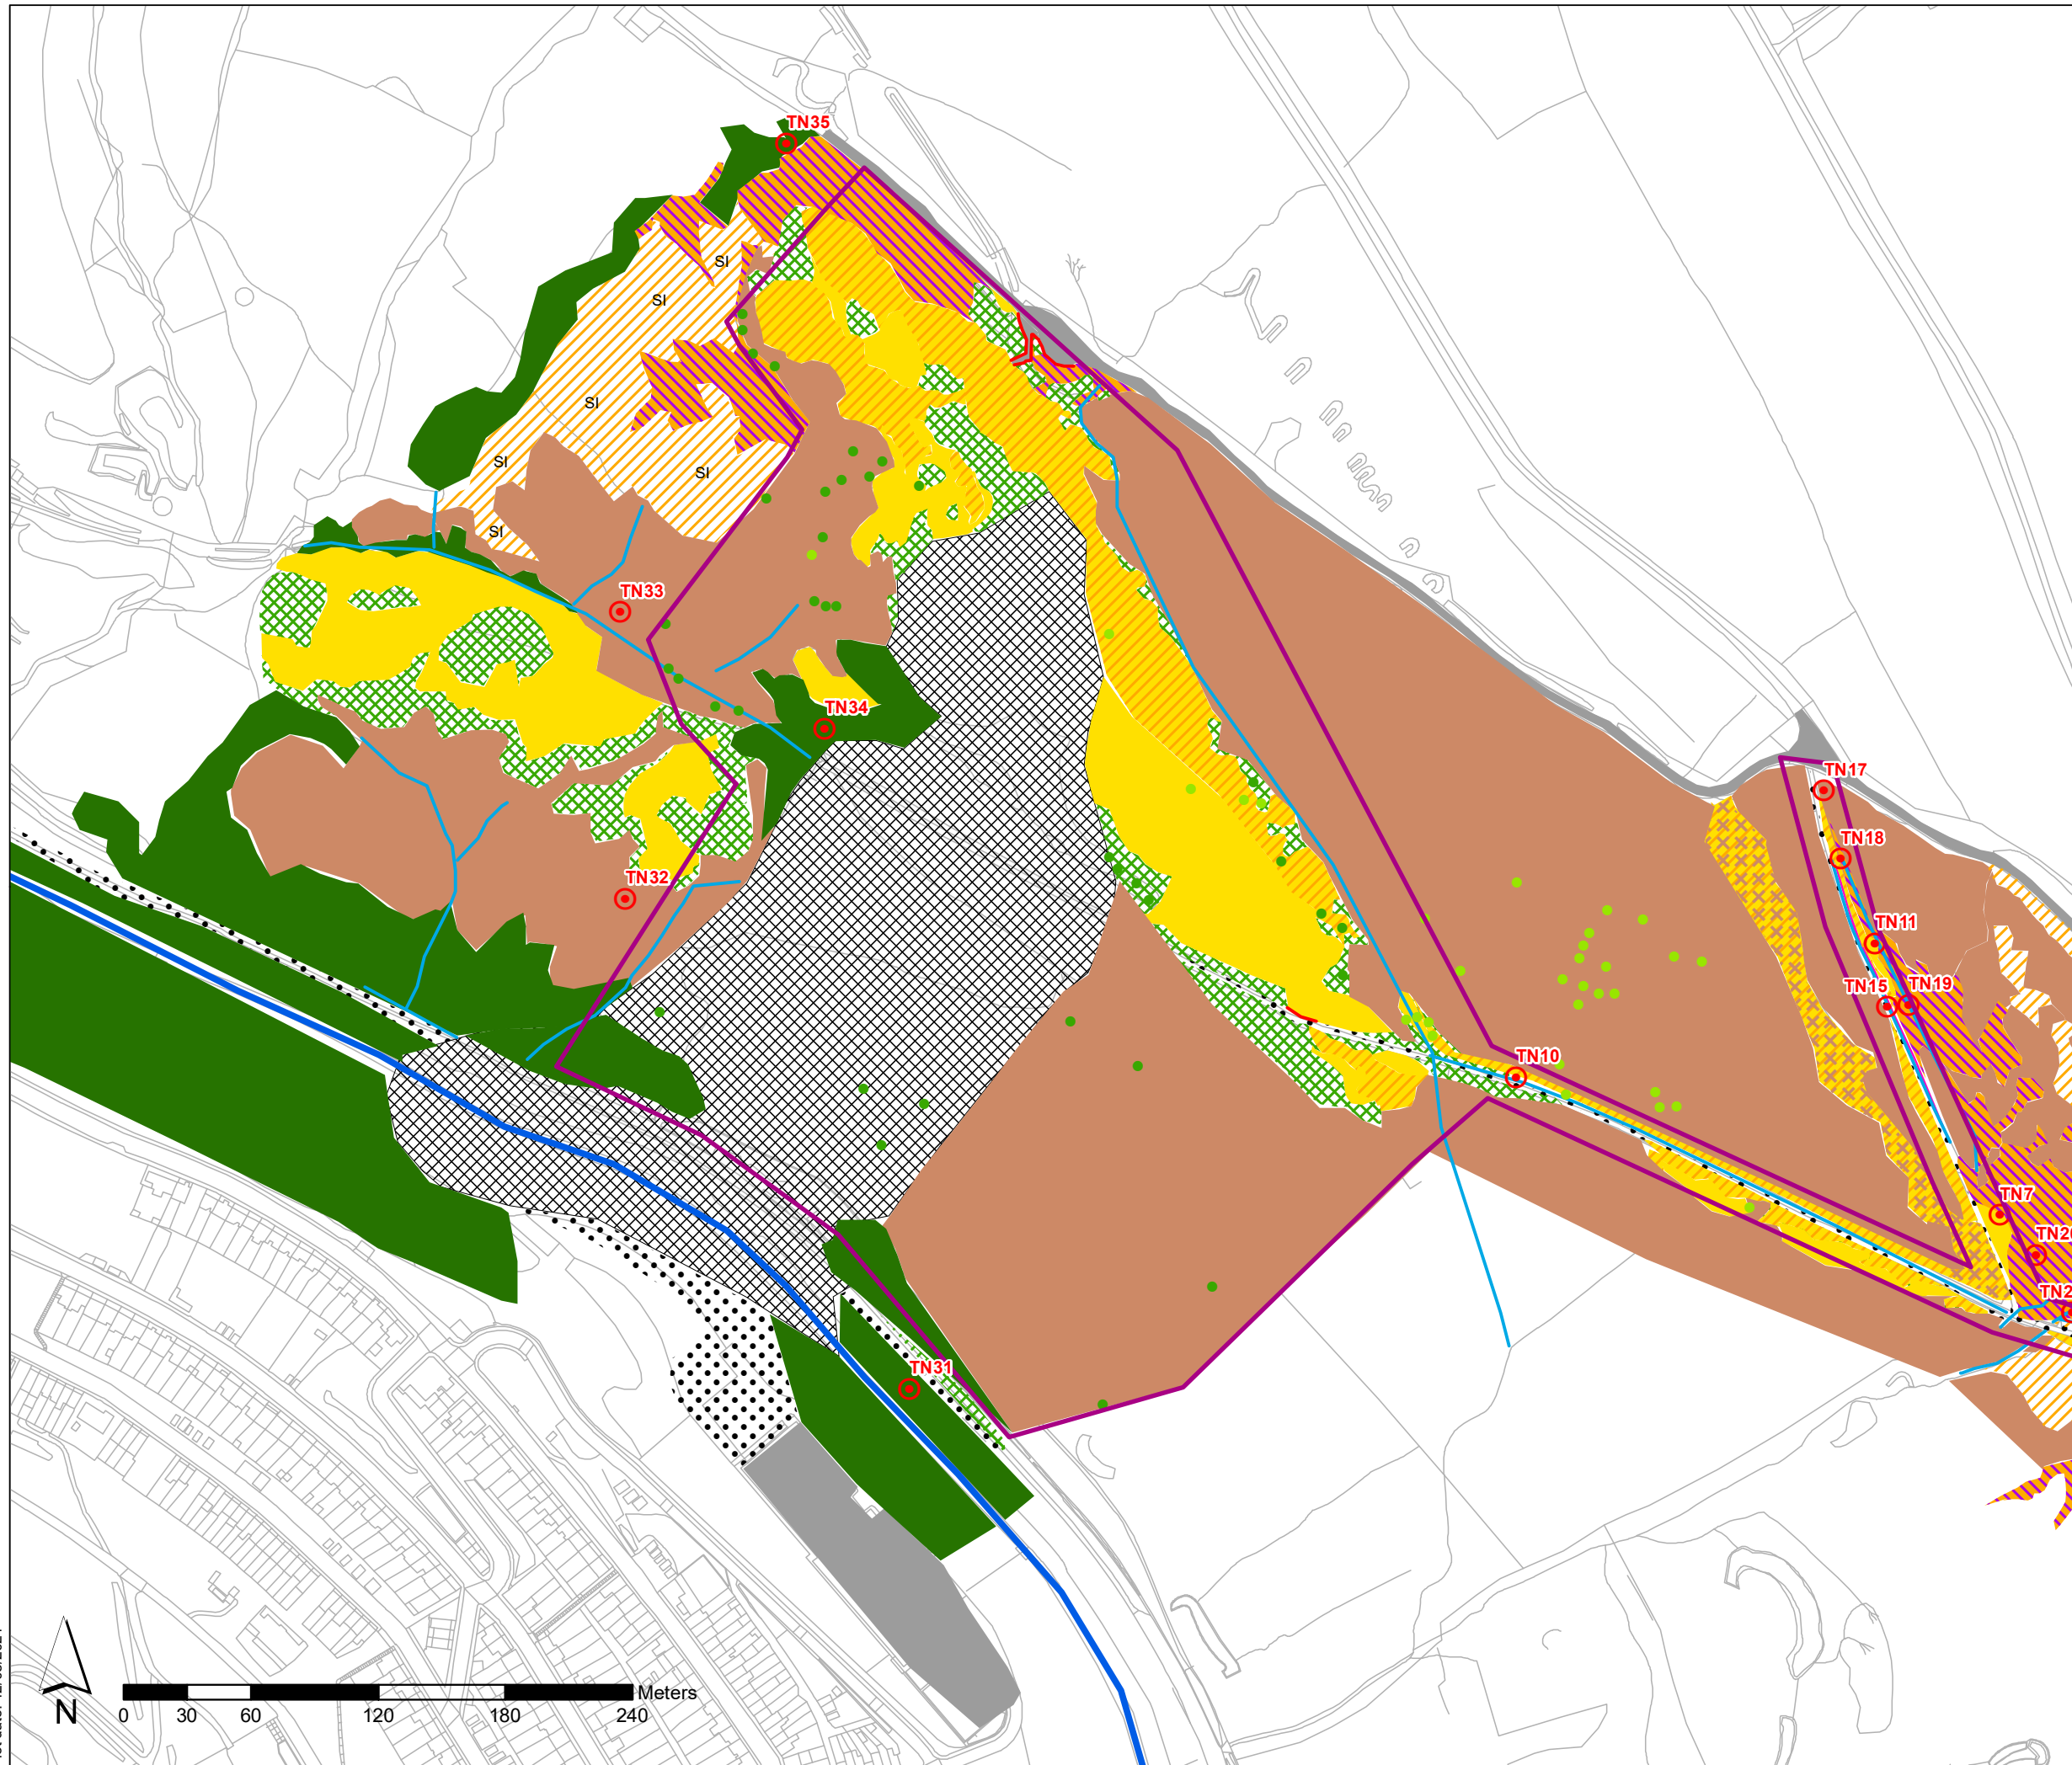 TN35
SI
SI
SI
SI
SI
SI
TN33
TN34
TN17
TN18
TN32
TN11
TN15
TN19
TN10
TN7
TN31
N
0 30 60 120 180 240
Meters